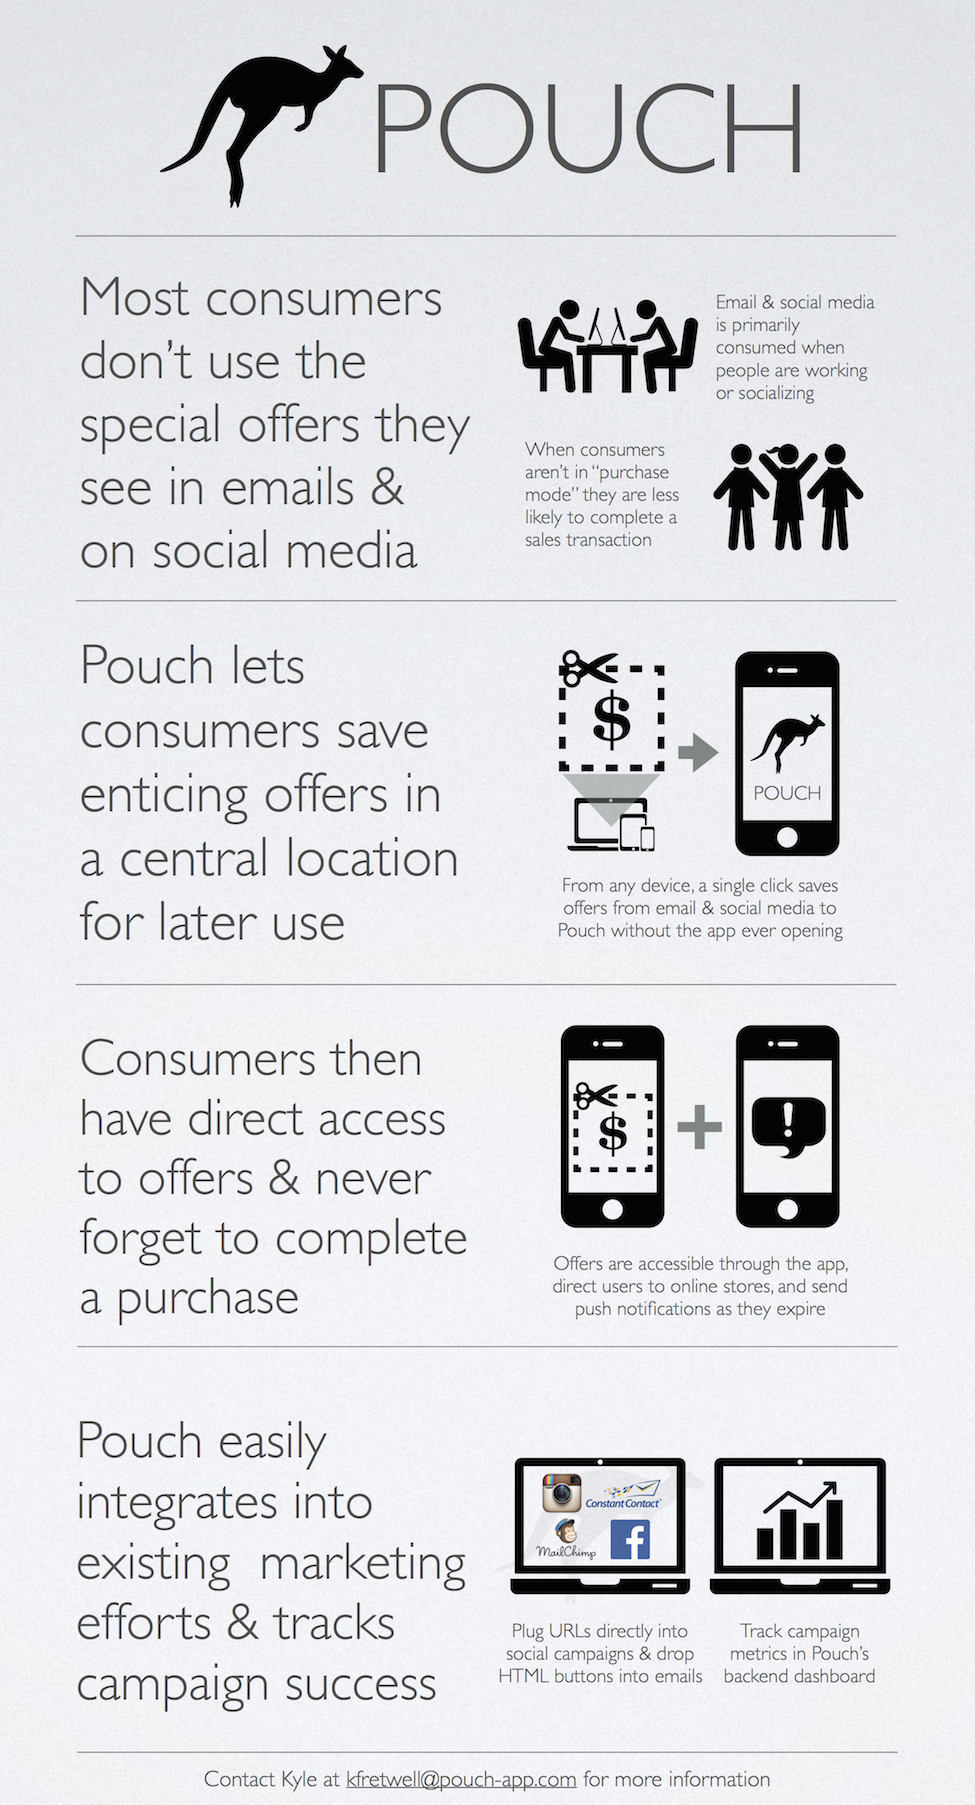 POUCH
Most consumers
don't use the
special offers they
see in emails &
on social media
Email & social media
is primarily
consumed when
people are working
or socializing
When consumers
aren't in “purchase
mode” they are less
likely to complete a
sales transaction
Pouch lets
consumers save
enticing offers in
a central location
for later use
$
POUCH
From any device, a single click saves
offers from email & social media to
Pouch without the app ever opening
Consumers then
have direct access
to offers & never
forget to complete
a purchase
$
+
!
Offers are accessible through the app,
direct users to online stores, and send
push notifications as they expire
Pouch easily
integrates into
existing marketing
efforts & tracks
campaign success
Constant Contact®
MailChimp
f
Plug URLs directly into
social campaigns & drop
HTML buttons into emails
Track campaign
metrics in Pouch's
backend dashboard
Contact Kyle at kfretwell@pouch-app.com for more information